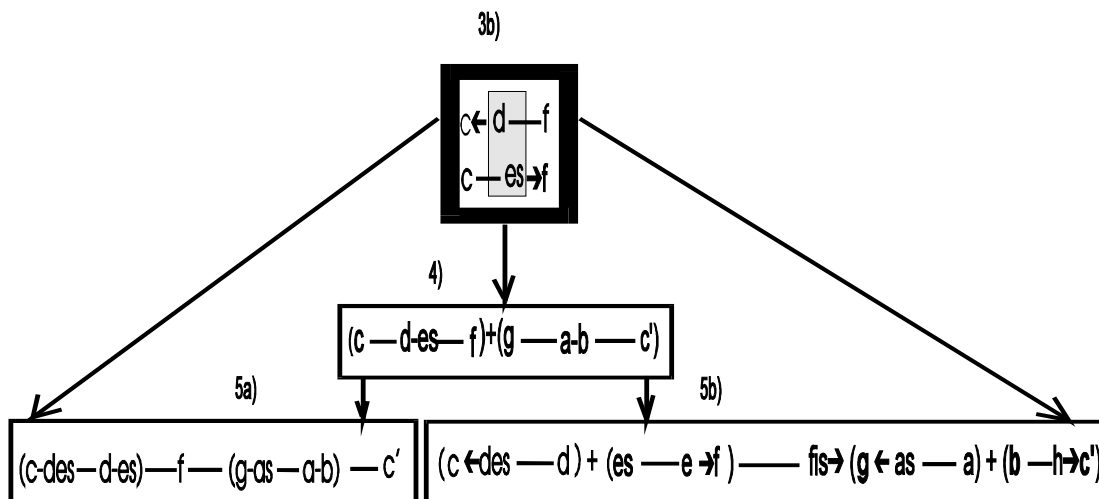 3b)
c← d — f
c — es→f
4)
(c — d-es — f)+(g — a-b — c')
5a)
5b)
(c-des — d-es) — f — (g-as — a-b) — c'
(c ←des — d) + (es — e →f) — fis→ (g ← as — a) + (b — h→c')